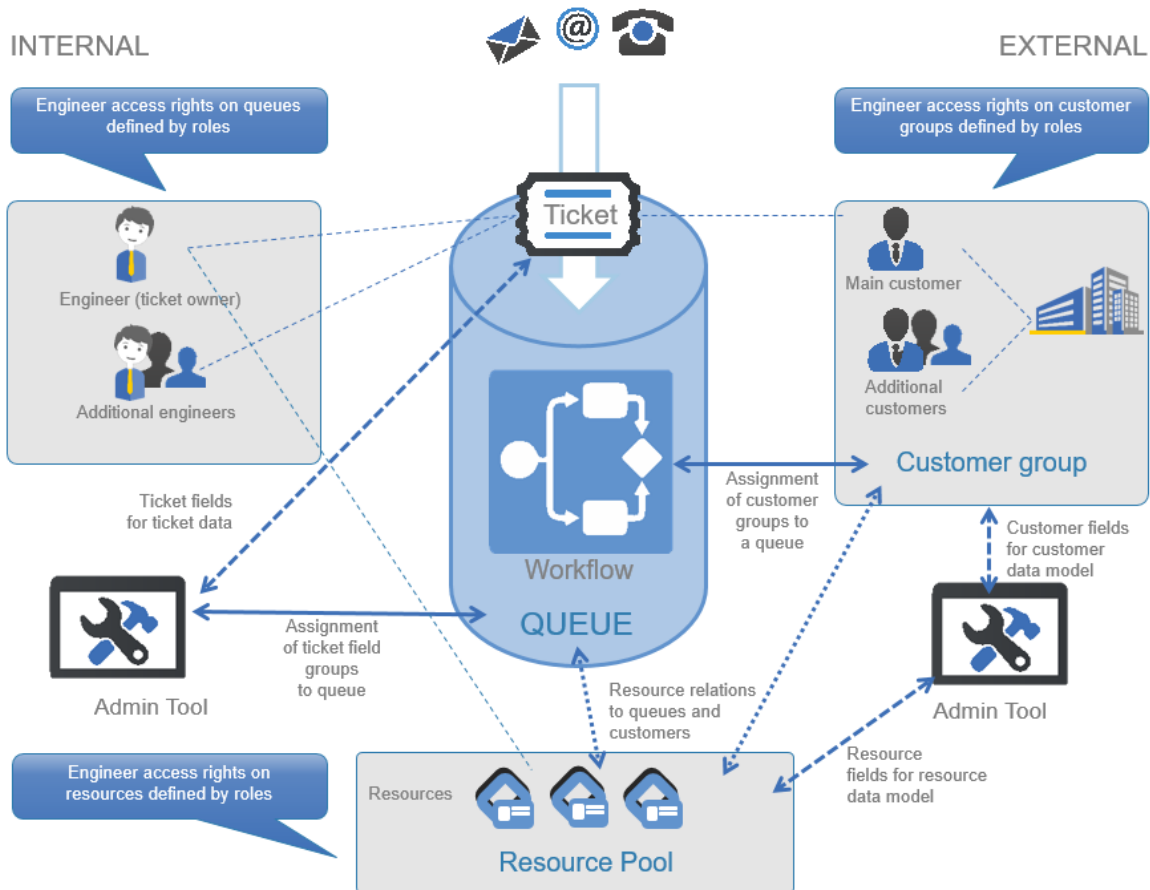 INTERNAL
@
EXTERNAL
Engineer access rights on queues
defined by roles
Engineer access rights on customer
groups defined by roles
Ticket
Engineer (ticket owner)
Additional engineers
Main customer
Additional
customers
Customer group
Ticket fields
for ticket data
Assignment
of customer
groups to
a queue
Customer fields
for customer
data model
Workflow
QUEUE
Assignment
of ticket field
groups
to queue
Admin Tool
Resource relations
to queues and
customers
Admin Tool
Resource
fields for resource
data model
Engineer access rights on
resources defined by roles
Resources
Resource Pool